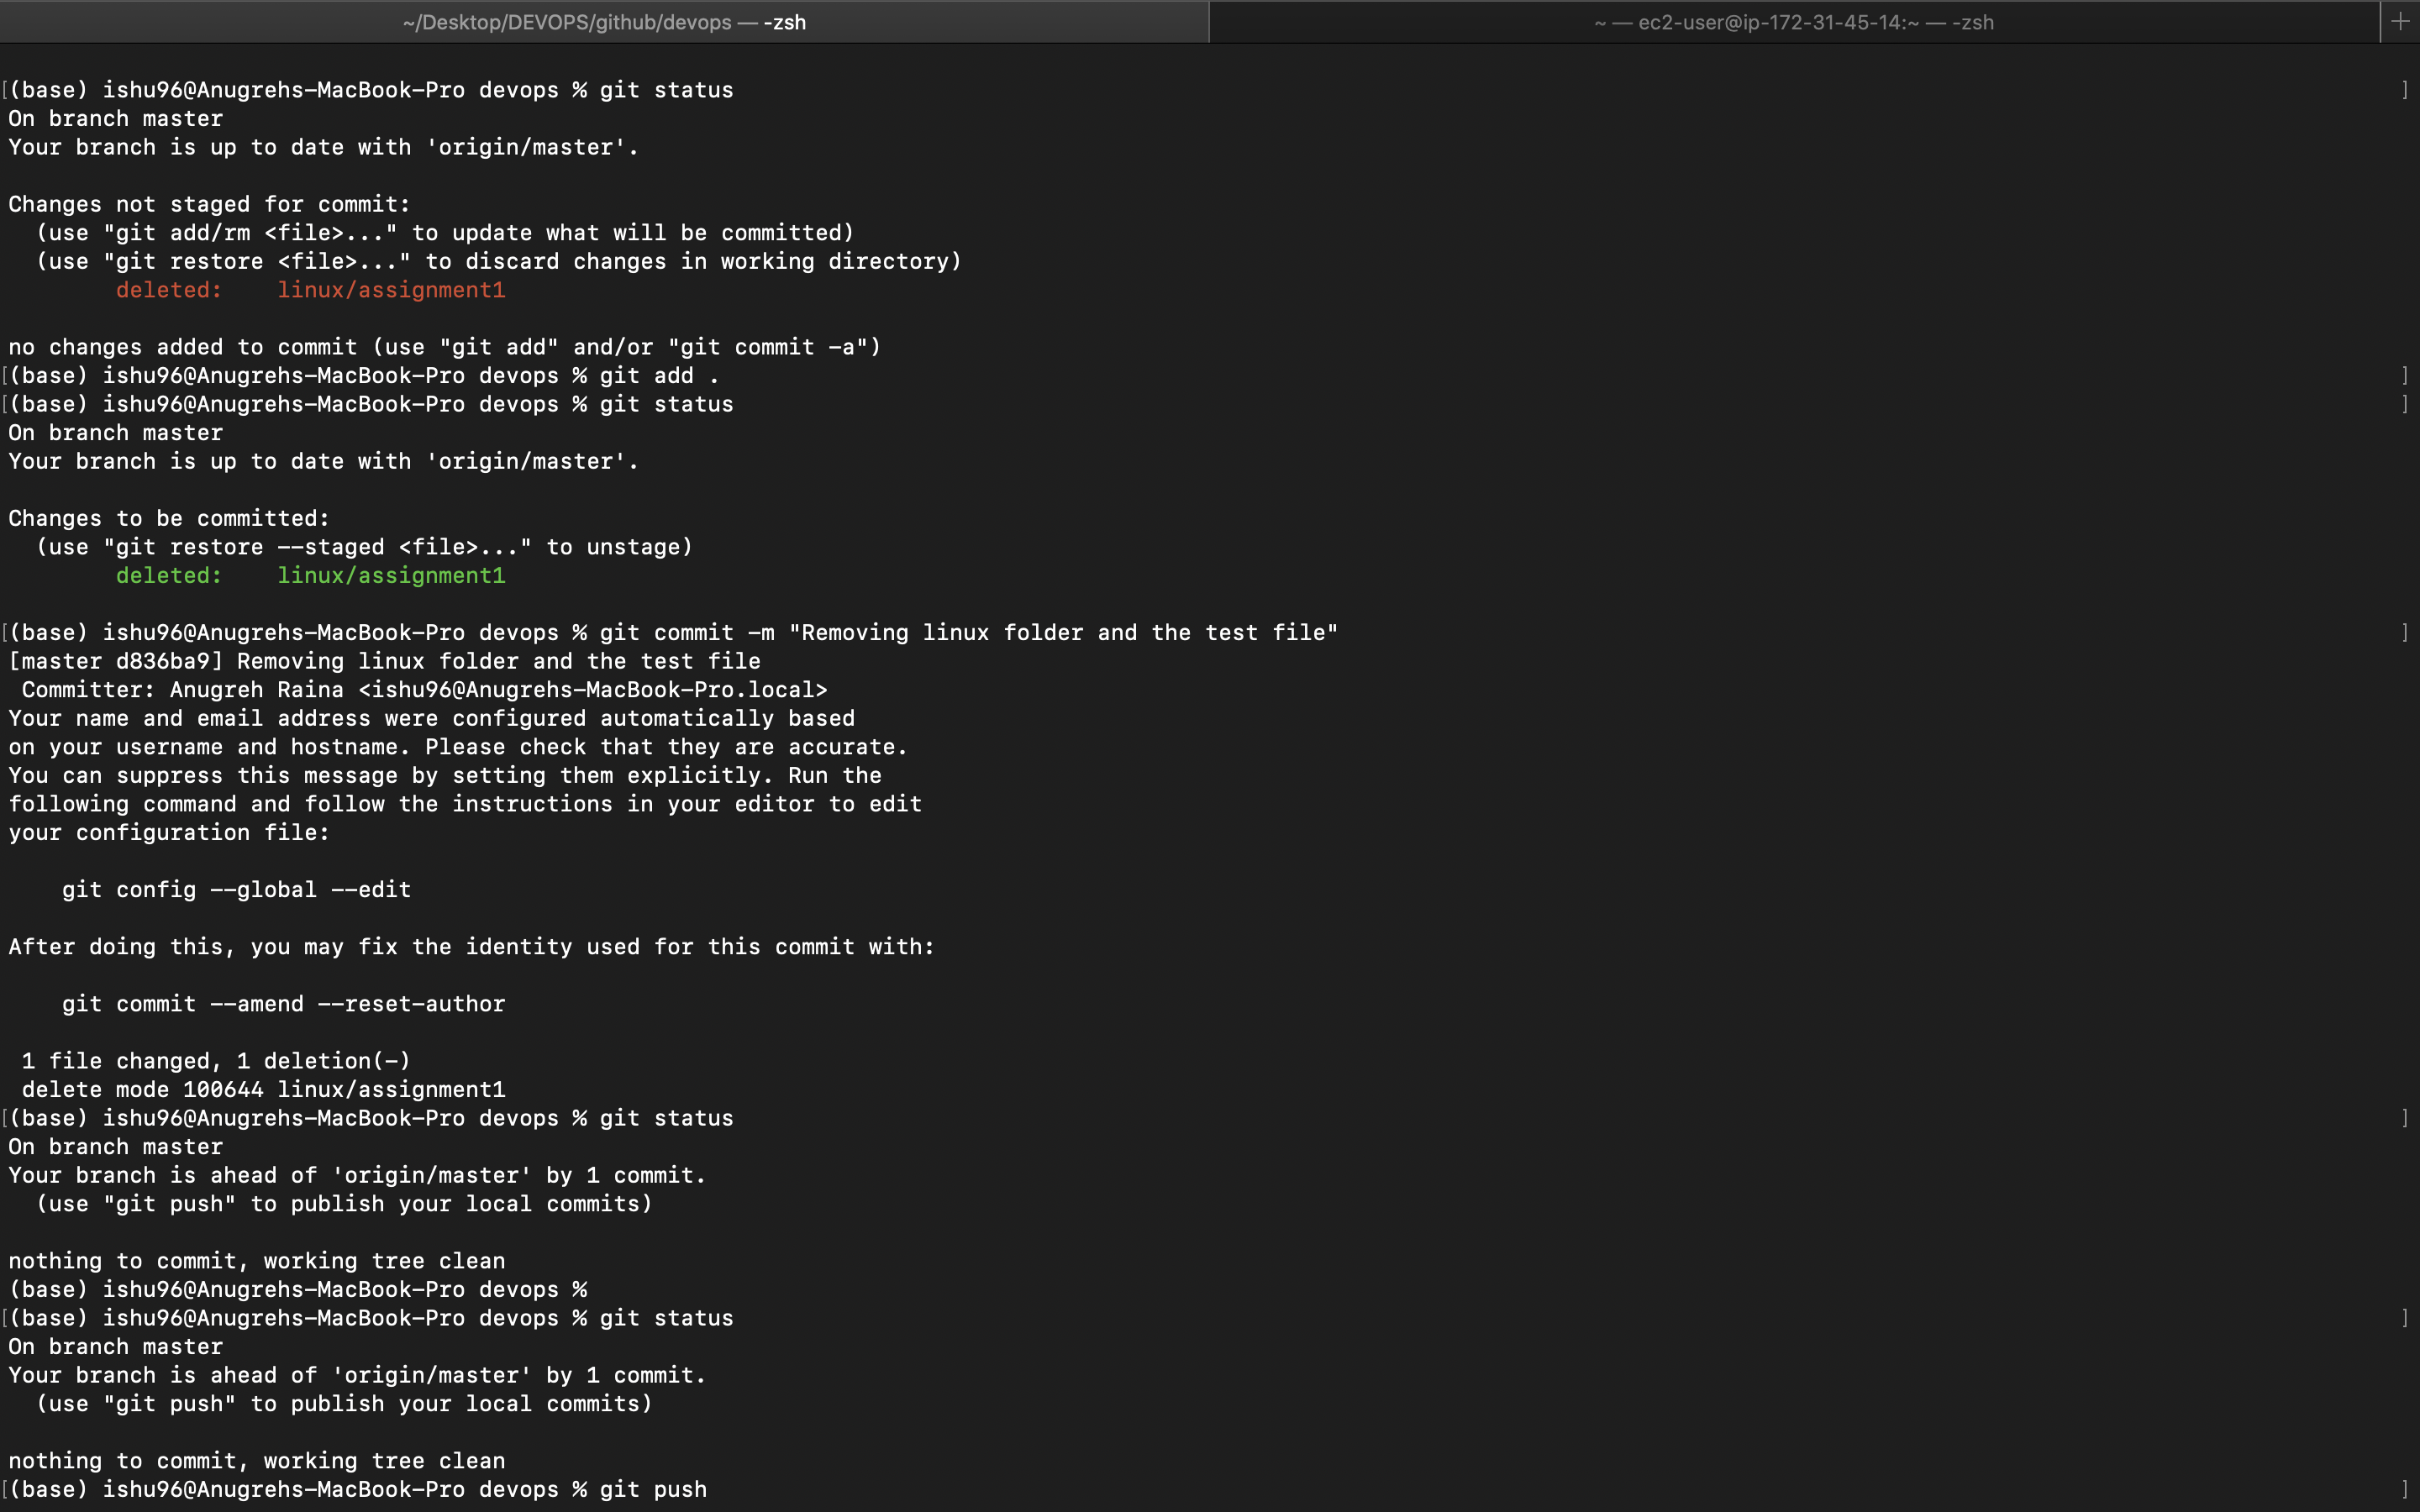 ~/Desktop/DEVOPS/github/devops — -zsh
~ — ec2-user@ip-172-31-45-14:~ — -zsh
+
[(base) ishu96@Anugrehs-MacBook-Pro devops % git status ]
On branch master
Your branch is up to date with 'origin/master'.

Changes not staged for commit:
  (use "git add/rm <file>..." to update what will be committed)
  (use "git restore <file>..." to discard changes in working directory)
        deleted:    linux/assignment1

no changes added to commit (use "git add" and/or "git commit -a")
[(base) ishu96@Anugrehs-MacBook-Pro devops % git add . ]
[(base) ishu96@Anugrehs-MacBook-Pro devops % git status ]
On branch master
Your branch is up to date with 'origin/master'.

Changes to be committed:
  (use "git restore --staged <file>..." to unstage)
        deleted:    linux/assignment1

[(base) ishu96@Anugrehs-MacBook-Pro devops % git commit -m "Removing linux folder and the test file" ]
[master d836ba9] Removing linux folder and the test file
 Committer: Anugreh Raina <ishu96@Anugrehs-MacBook-Pro.local>
Your name and email address were configured automatically based
on your username and hostname. Please check that they are accurate.
You can suppress this message by setting them explicitly. Run the
following command and follow the instructions in your editor to edit
your configuration file:

    git config --global --edit

After doing this, you may fix the identity used for this commit with:

    git commit --amend --reset-author

 1 file changed, 1 deletion(-)
 delete mode 100644 linux/assignment1
[(base) ishu96@Anugrehs-MacBook-Pro devops % git status ]
On branch master
Your branch is ahead of 'origin/master' by 1 commit.
  (use "git push" to publish your local commits)

nothing to commit, working tree clean
(base) ishu96@Anugrehs-MacBook-Pro devops %
[(base) ishu96@Anugrehs-MacBook-Pro devops % git status ]
On branch master
Your branch is ahead of 'origin/master' by 1 commit.
  (use "git push" to publish your local commits)

nothing to commit, working tree clean
[(base) ishu96@Anugrehs-MacBook-Pro devops % git push ]